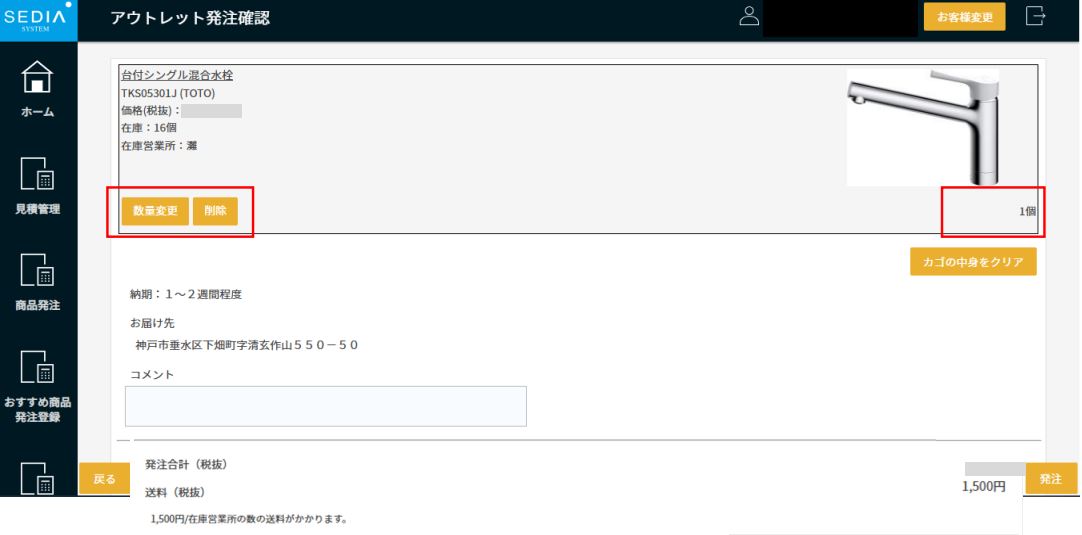 SEDIA
SYSTEM
アウトレット発注確認
お客様変更
ホーム
見積管理
商品発注
おすすめ商品
発注登録
台付シングル混合水栓
TKS05301J (TOTO)
価格(税抜)：
在庫：16個
在庫営業所：灘
数量変更
削除
1個
カゴの中身をクリア
納期：１～２週間程度
お届け先
神戸市垂水区下畑町字清玄作山５５０－５０
コメント
発注合計（税抜）
戻る
発注
送料（税抜）
1,500円
1,500円/在庫営業所の数の送料がかかります。